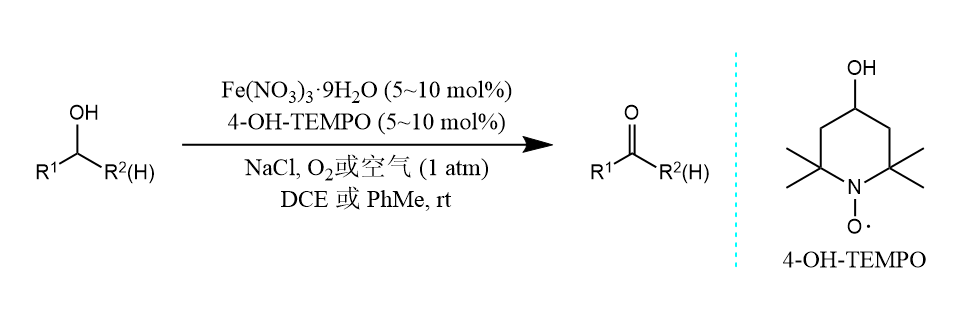 OH
R¹
R²(H)
Fe(NO₃)₃·9H₂O (5~10 mol%)
4-OH-TEMPO (5~10 mol%)
NaCl, O₂或空气 (1 atm)
DCE 或 PhMe, rt
O
R¹
R²(H)
OH
N
O·
4-OH-TEMPO